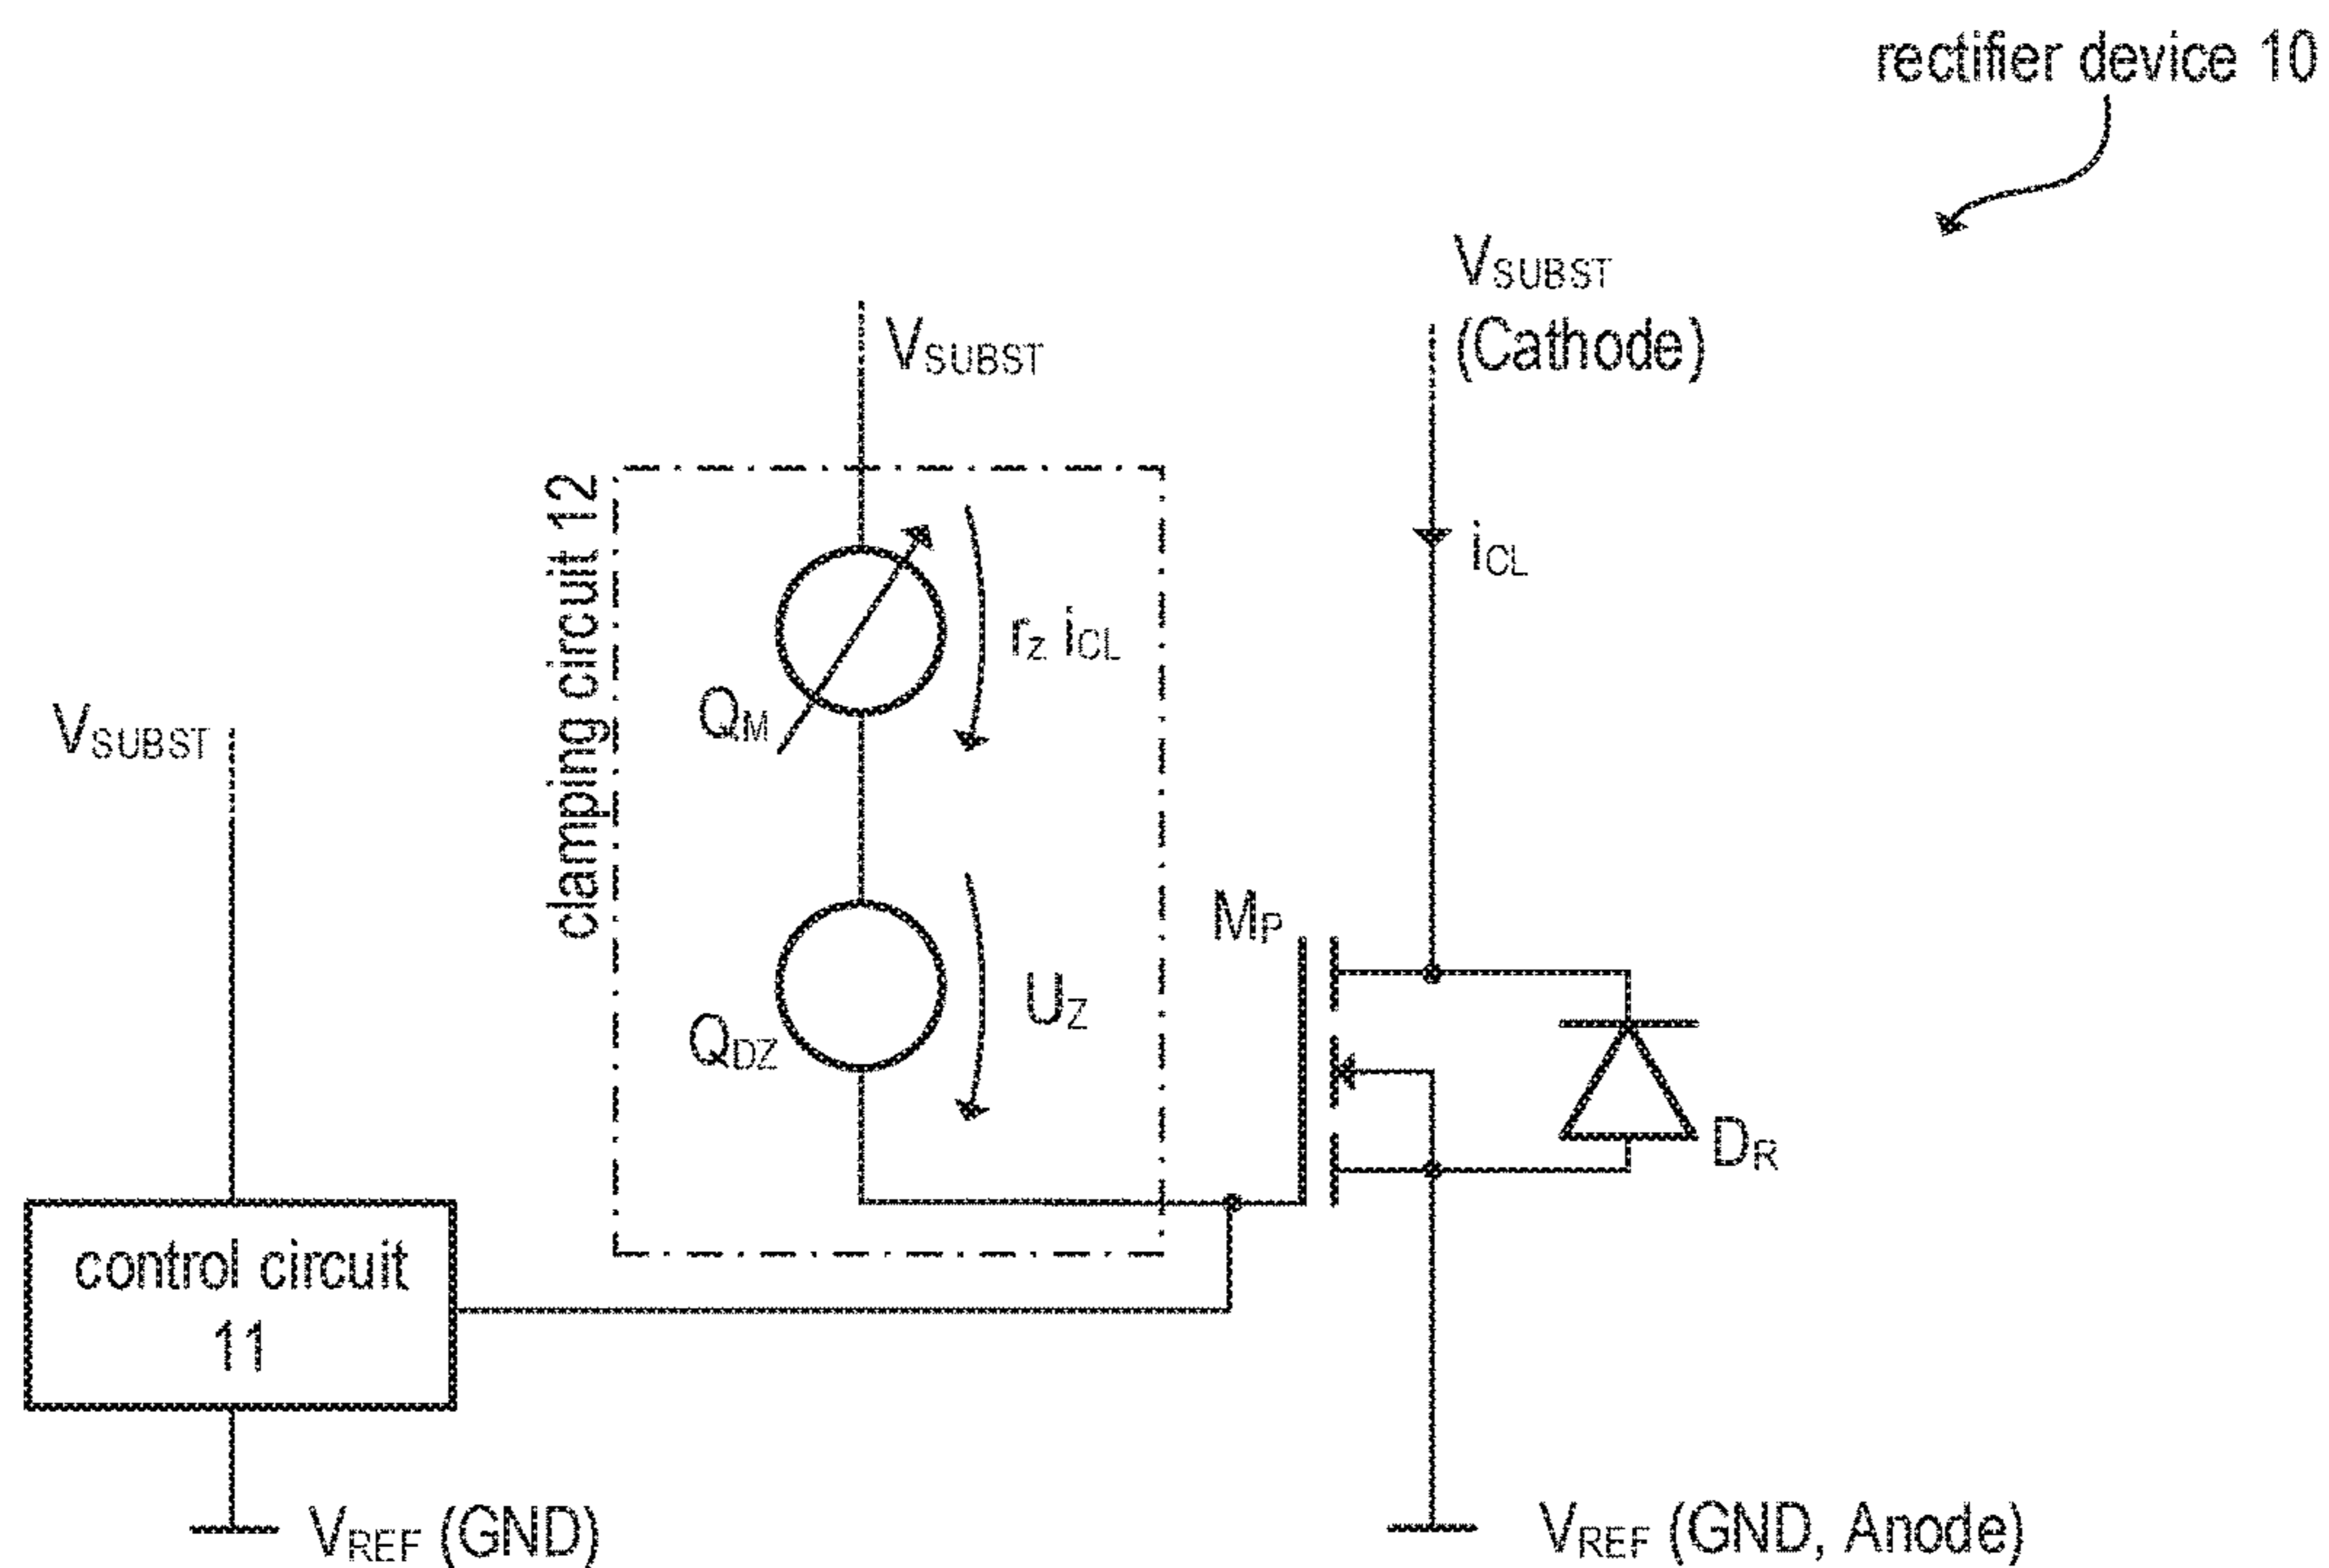 rectifier device 10
VSUBST
(Cathode)
VSUBST
iCL
clamping circuit 12
rZ iCL
QM
VSUBST
MP
UZ
QDZ
DR
control circuit
11
VREF (GND)
VREF (GND, Anode)